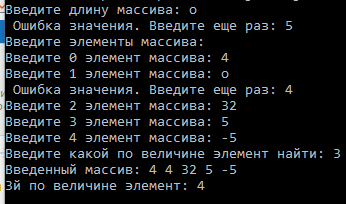 Введите длину массива: о
Ошибка значения. Введите еще раз: 5
Введите элементы массива:
Введите 0 элемент массива: 4
Введите 1 элемент массива: о
Ошибка значения. Введите еще раз: 4
Введите 2 элемент массива: 32
Введите 3 элемент массива: 5
Введите 4 элемент массива: -5
Введите какой по величине элемент найти: 3
Введенный массив: 4 4 32 5 -5
3й по величине элемент: 4